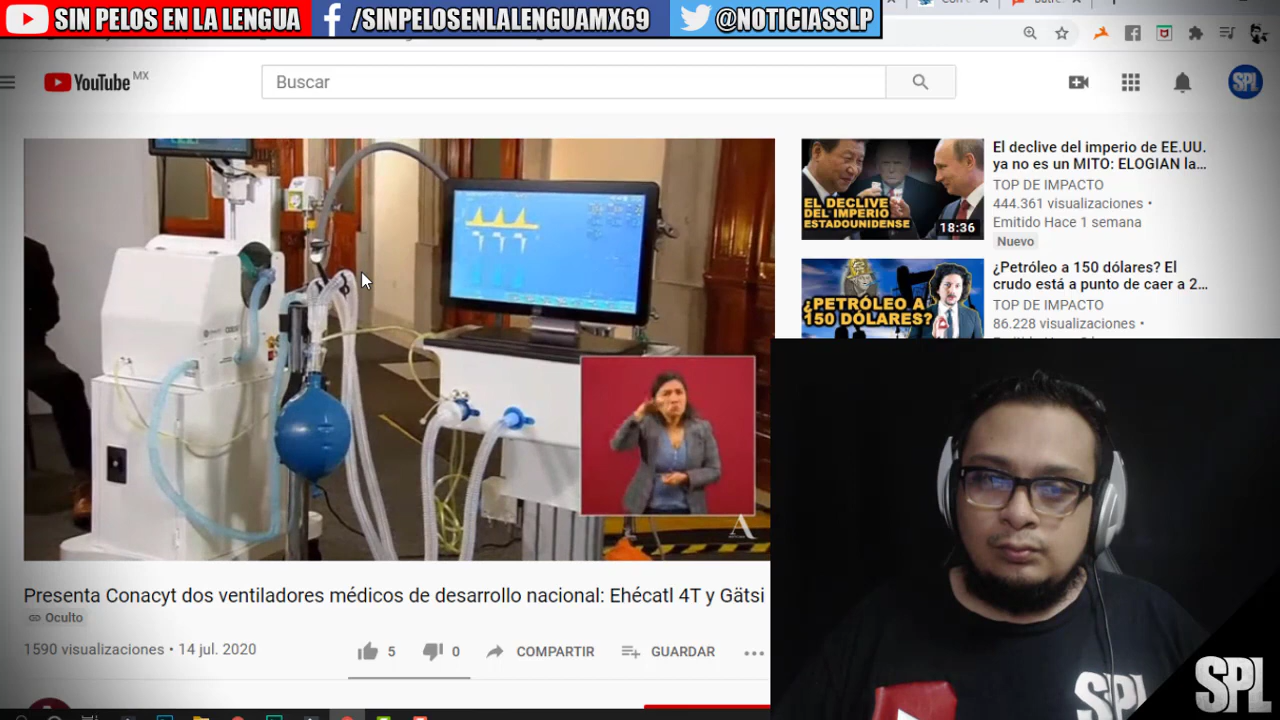 SIN PELOS EN LA LENGUA
/SINPELOSENLALENGUAMX69
@NOTICIASSLP
YouTube MX
Buscar
SPL
EL DECLIVE
DEL IMPERIO
ESTADOUNIDENSE
18:36
El declive del imperio de EE.UU.
ya no es un MITO: ELOGIAN la...
TOP DE IMPACTO
444.361 visualizaciones •
Emitido Hace 1 semana
Nuevo
¿PETRÓLEO A
150 DÓLARES?
¿Petróleo a 150 dólares? El
crudo está a punto de caer a 2...
TOP DE IMPACTO
86.228 visualizaciones •
Presenta Conacyt dos ventiladores médicos de desarrollo nacional: Ehécatl 4T y Gätsi
Oculto
1590 visualizaciones • 14 jul. 2020
5
0
COMPARTIR
GUARDAR
SPL
SPL